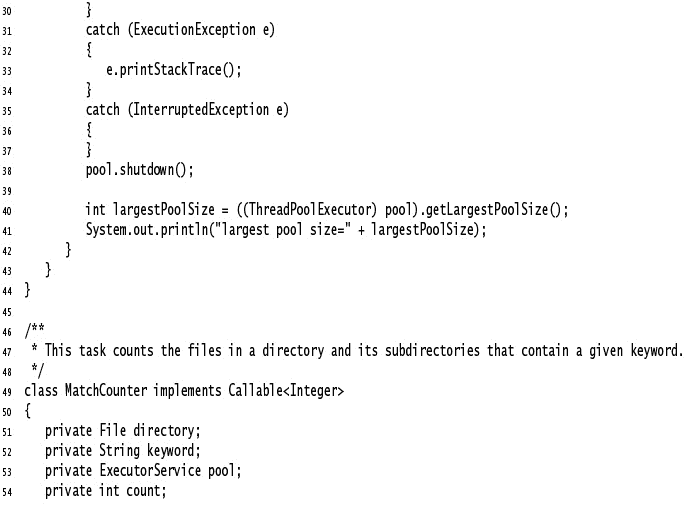 30          }
31          catch (ExecutionException e)
32          {
33             e.printStackTrace();
34          }
35          catch (InterruptedException e)
36          {
37          }
38          pool.shutdown();
39
40          int largestPoolSize = ((ThreadPoolExecutor) pool).getLargestPoolSize();
41          System.out.println("largest pool size=" + largestPoolSize);
42       }
43    }
44 }
45
46 /**
47  * This task counts the files in a directory and its subdirectories that contain a given keyword.
48  */
49 class MatchCounter implements Callable<Integer>
50 {
51    private File directory;
52    private String keyword;
53    private ExecutorService pool;
54    private int count;